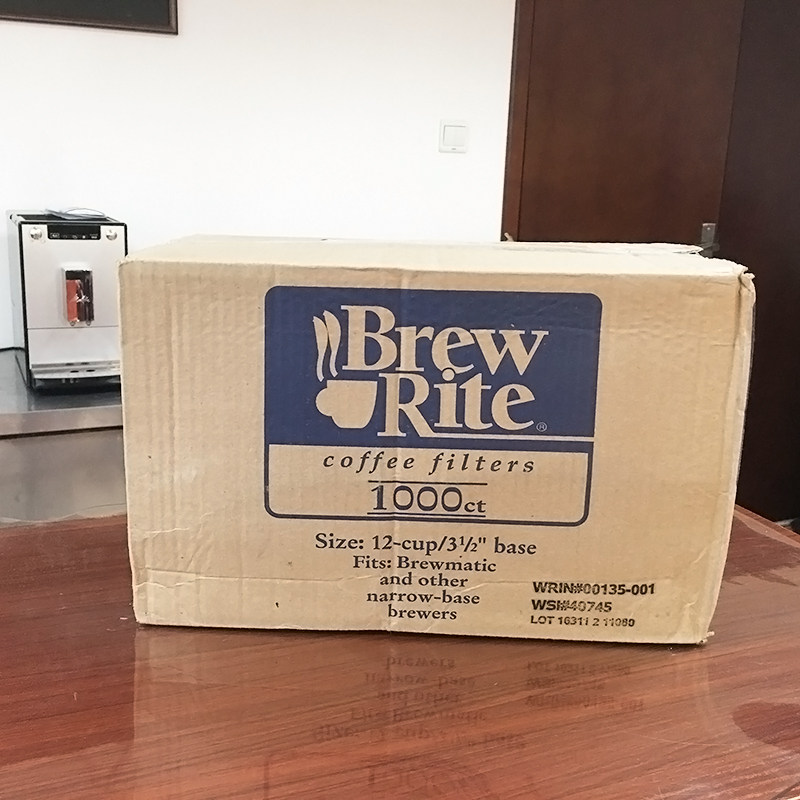 Brew
Rite®
coffee filters
1000ct
Size: 12-cup/3½" base
Fits: Brewmatic
and other
narrow-base
brewers
WRIN#00135-001
WSI#40745
LOT 16311 2 11080